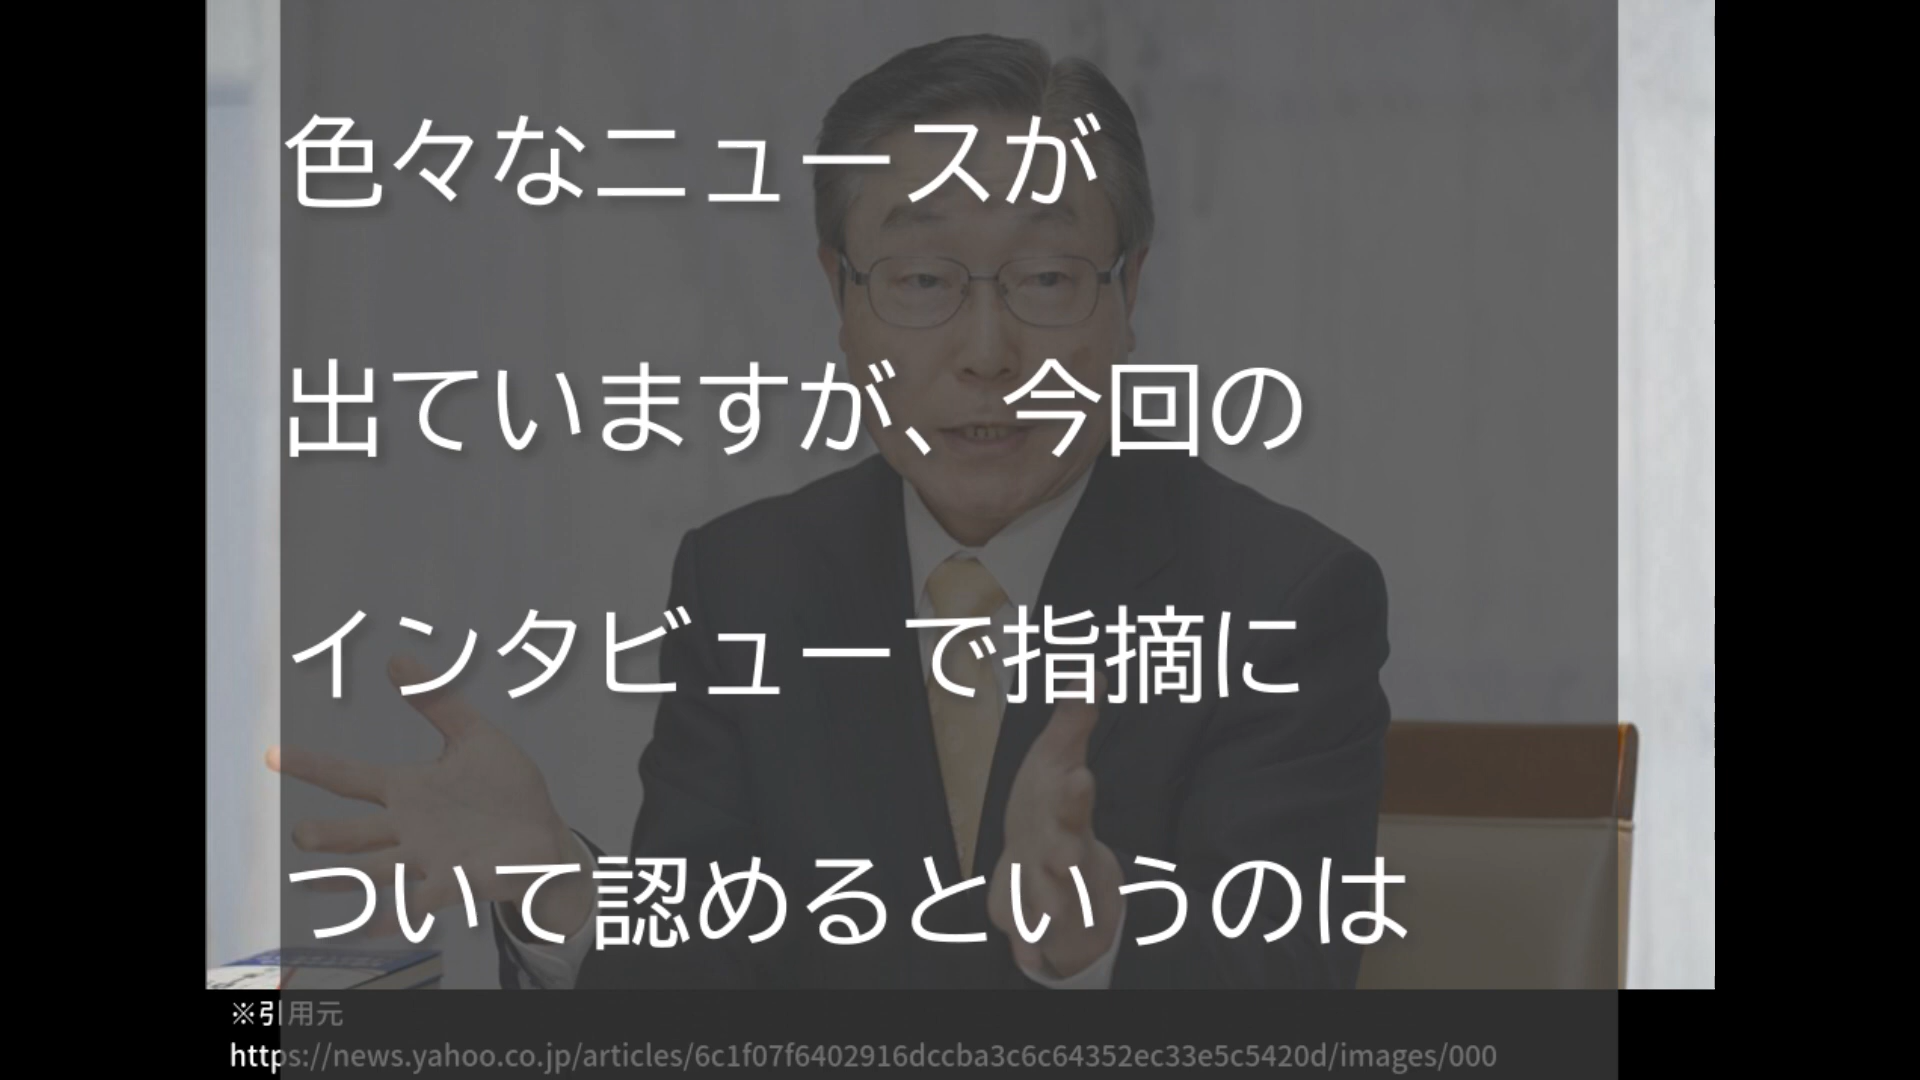 色々なニュースが
出ていますが、今回の
インタビューで指摘に
ついて認めるというのは
※引用元
https://news.yahoo.co.jp/articles/6c1f07f6402916dccba3c6c64352ec33e5c5420d/images/000